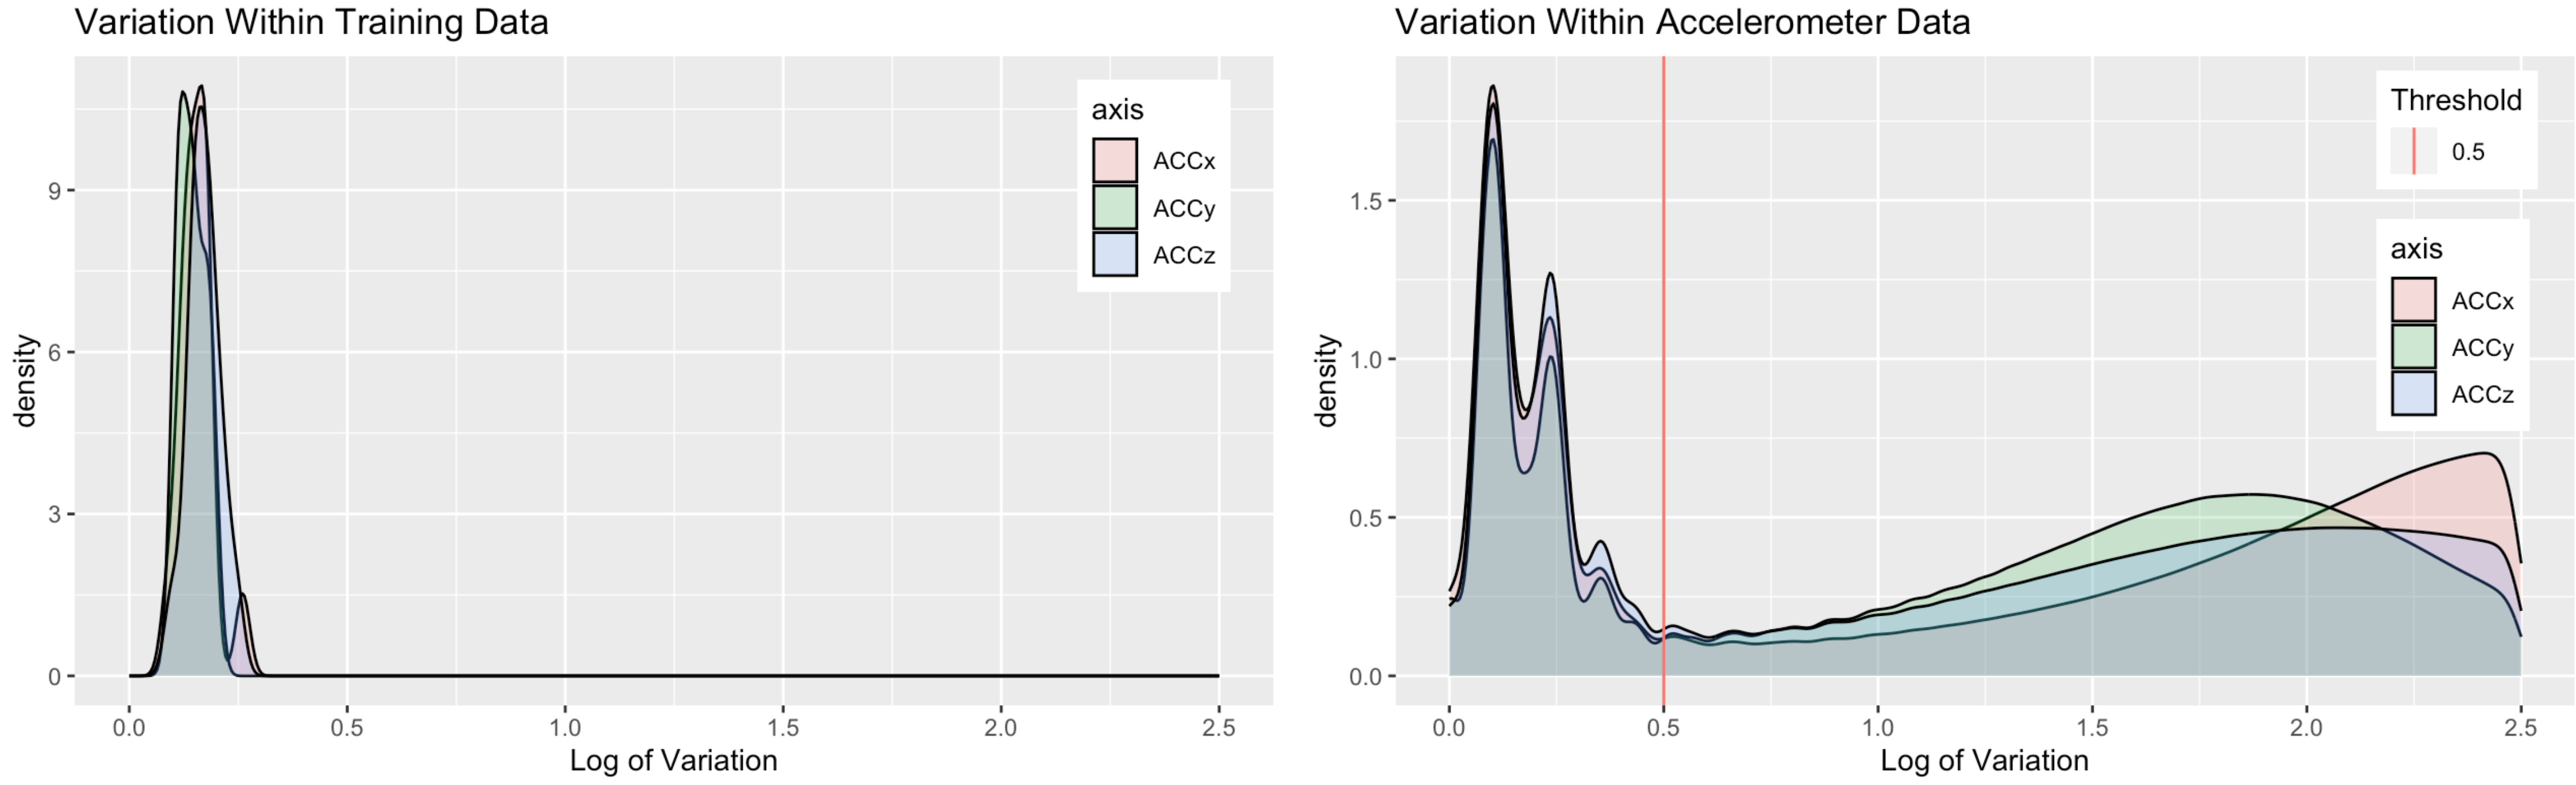 Variation Within Training Data
axis
ACCx
ACCy
ACCz
9
6
3
0
density
0.0 0.5 1.0 1.5 2.0 2.5
Log of Variation
Variation Within Accelerometer Data
Threshold
0.5
axis
ACCx
ACCy
ACCz
1.5
1.0
0.5
0.0
density
0.0 0.5 1.0 1.5 2.0 2.5
Log of Variation